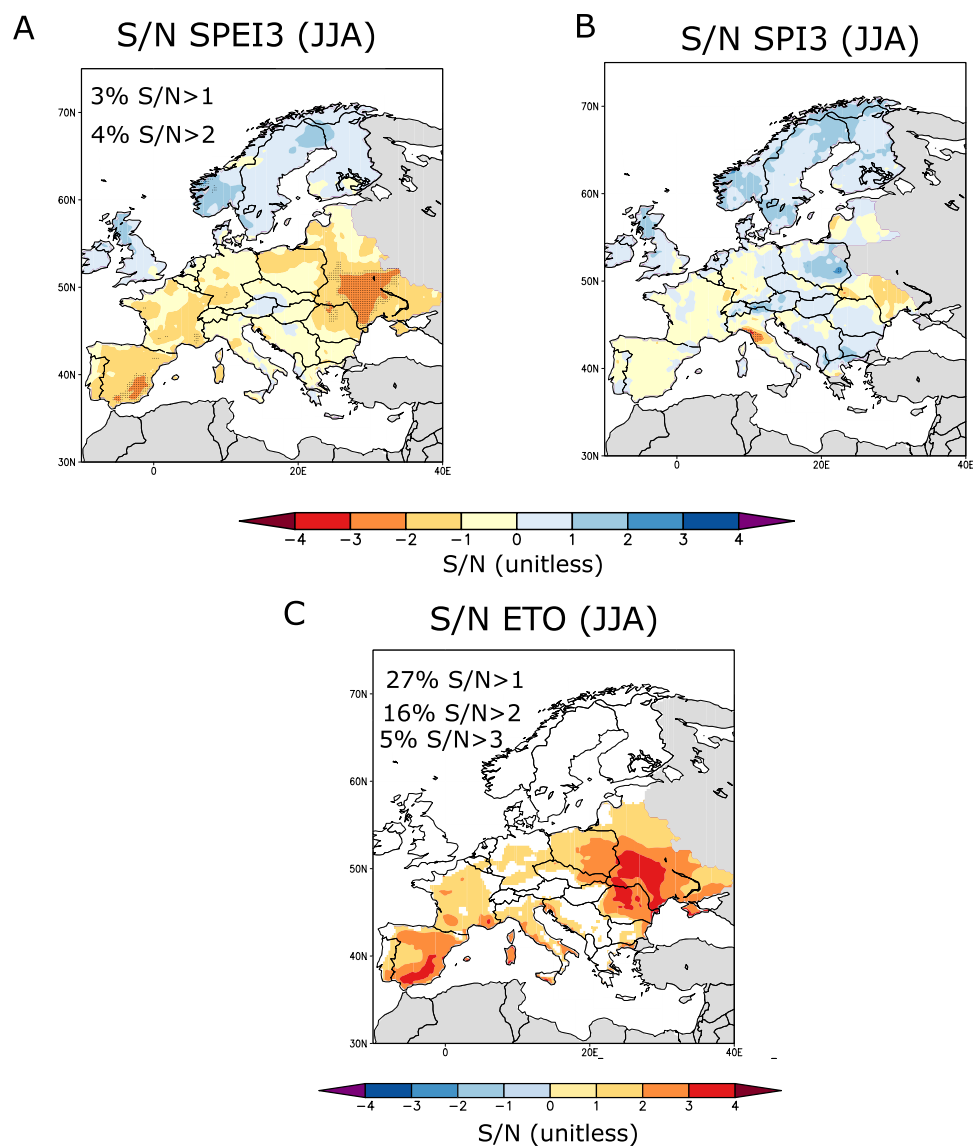 A
S/N SPEI3 (JJA)
3% S/N>1
4% S/N>2
70N
60N
50N
40N
30N
0
20E
40E
B
S/N SPI3 (JJA)
70N
60N
50N
40N
30N
0
20E
40E
−4 −3 −2 −1 0 1 2 3 4
S/N (unitless)
C
S/N ETO (JJA)
27% S/N>1
16% S/N>2
5% S/N>3
70N
60N
50N
40N
30N
0
20E
40E
−4 −3 −2 −1 0 1 2 3 4
S/N (unitless)